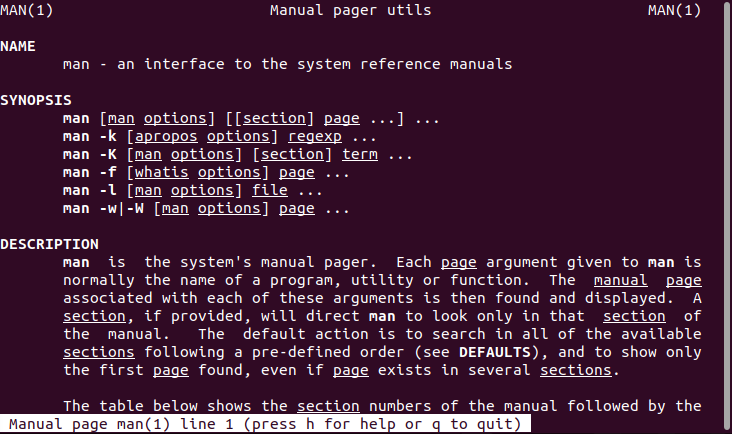 MAN(1)                        Manual pager utils                        MAN(1)
NAME
       man - an interface to the system reference manuals
SYNOPSIS
       man [man options] [[section] page ...] ...
       man -k [apropos options] regexp ...
       man -K [man options] [section] term ...
       man -f [whatis options] page ...
       man -l [man options] file ...
       man -w|-W [man options] page ...
DESCRIPTION
       man  is  the system's manual pager.  Each page argument given to man is
       normally the name of a program, utility or function.  The  manual  page
       associated with each of these arguments is then found and displayed.  A
       section, if provided, will direct man to look only in that  section  of
       the  manual.   The  default action is to search in all of the available
       sections following a pre-defined order (see DEFAULTS), and to show only
       the first page found, even if page exists in several sections.
       The table below shows the section numbers of the manual followed by the
 Manual page man(1) line 1 (press h for help or q to quit)